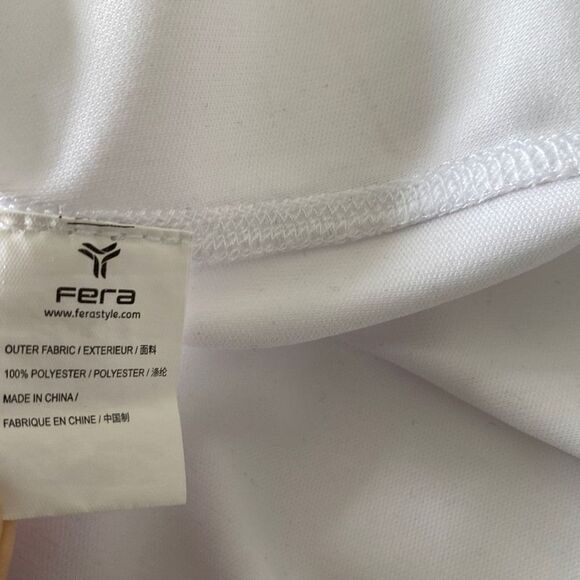 Fera
www.ferastyle.com
OUTER FABRIC / EXTERIEUR / 面料
100% POLYESTER / POLYESTER / 涤纶
MADE IN CHINA /
FABRIQUE EN CHINE / 中国制